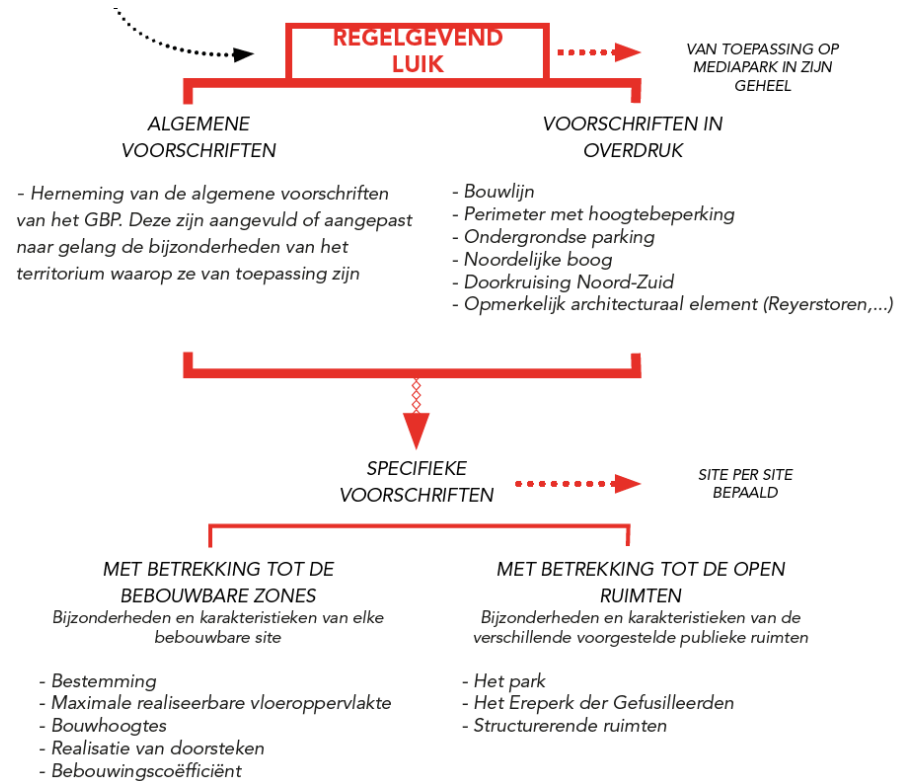 REGELGEVEND
LUIK
VAN TOEPASSING OP
MEDIAPARK IN ZIJN
GEHEEL
ALGEMENE
VOORSCHRIFTEN
- Herneming van de algemene voorschriften
van het GBP. Deze zijn aangevuld of aangepast
naar gelang de bijzonderheden van het
territorium waarop ze van toepassing zijn
VOORSCHRIFTEN IN
OVERDRUK
- Bouwlijn
- Perimeter met hoogtebeperking
- Ondergrondse parking
- Noordelijke boog
- Doorkruising Noord-Zuid
- Opmerkelijk architecturaal element (Reyerstoren,...)
SPECIFIEKE
VOORSCHRIFTEN
SITE PER SITE
BEPAALD
MET BETREKKING TOT DE
BEBOUWBARE ZONES
Bijzonderheden en karakteristieken van elke
bebouwbare site
- Bestemming
- Maximale realiseerbare vloeroppervlakte
- Bouwhoogtes
- Realisatie van doorsteken
- Bebouwingscoëfficiënt
MET BETREKKING TOT DE OPEN
RUIMTEN
Bijzonderheden en karakteristieken van de
verschillende voorgestelde publieke ruimten
- Het park
- Het Ereperk der Gefusilleerden
- Structurerende ruimten